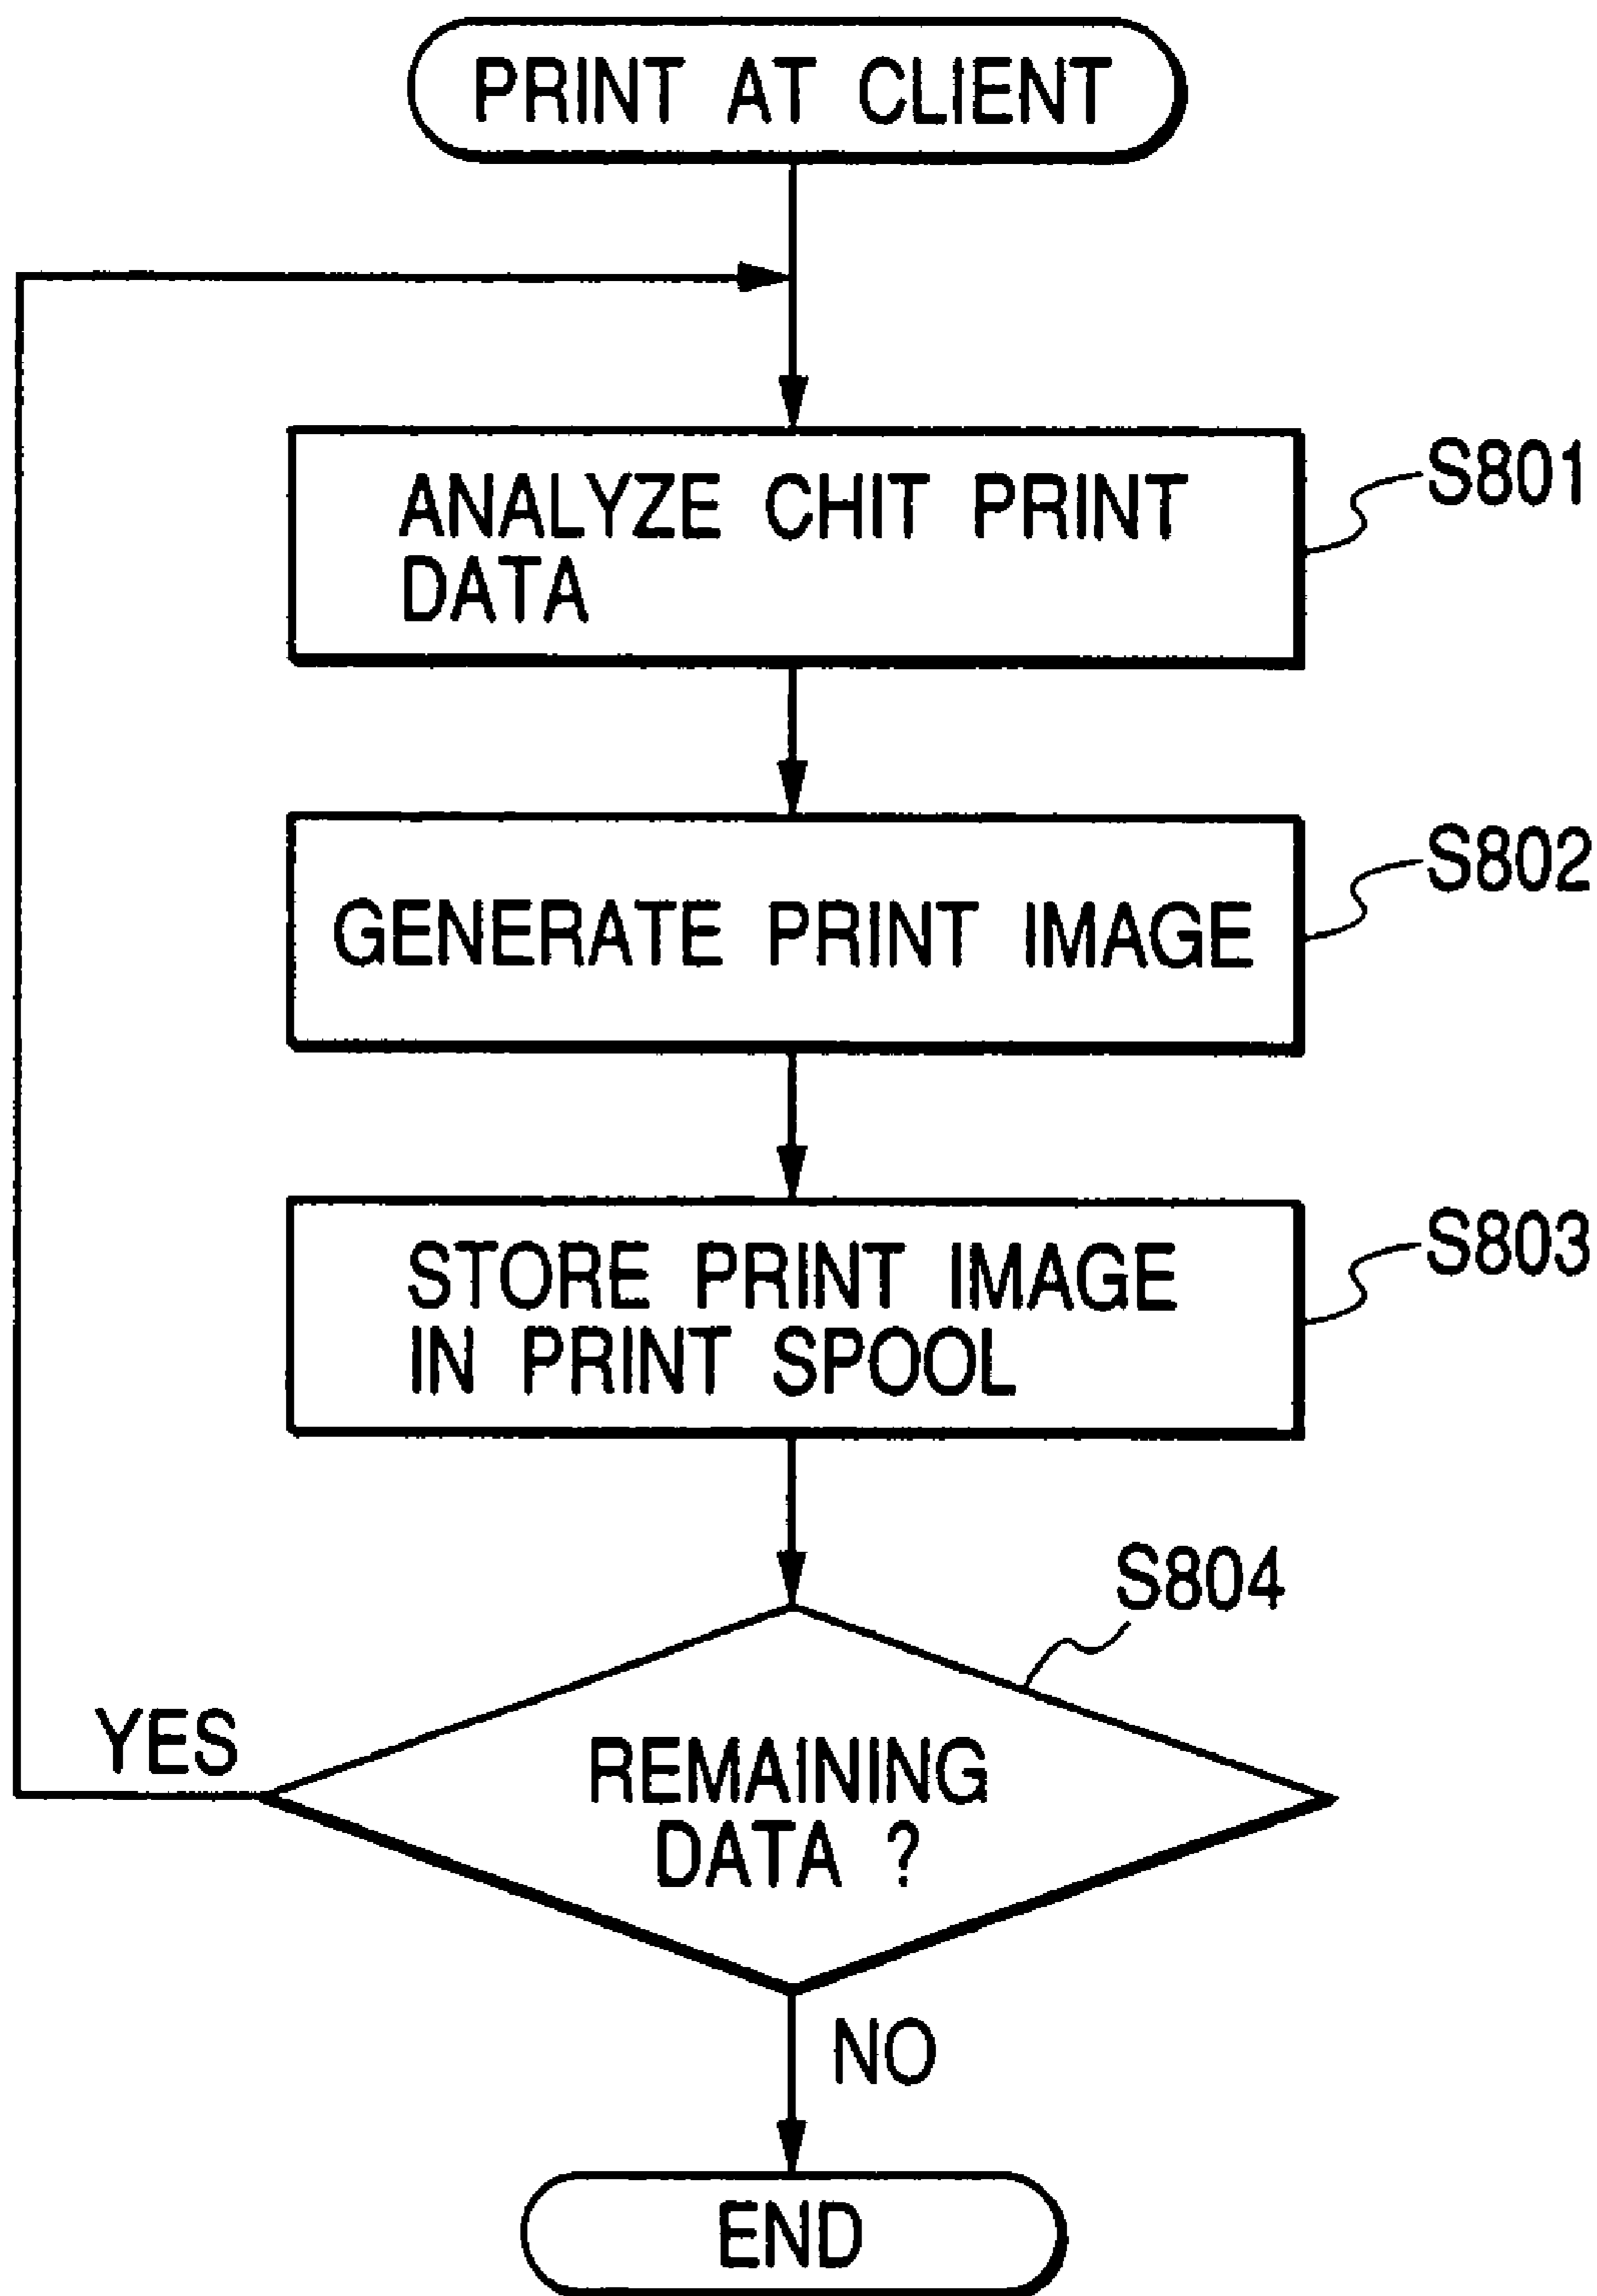 PRINT AT CLIENT
ANALYZE CHIT PRINT
DATA
S801
GENERATE PRINT IMAGE
S802
STORE PRINT IMAGE
IN PRINT SPOOL
S803
S804
REMAINING
DATA ?
YES
NO
END